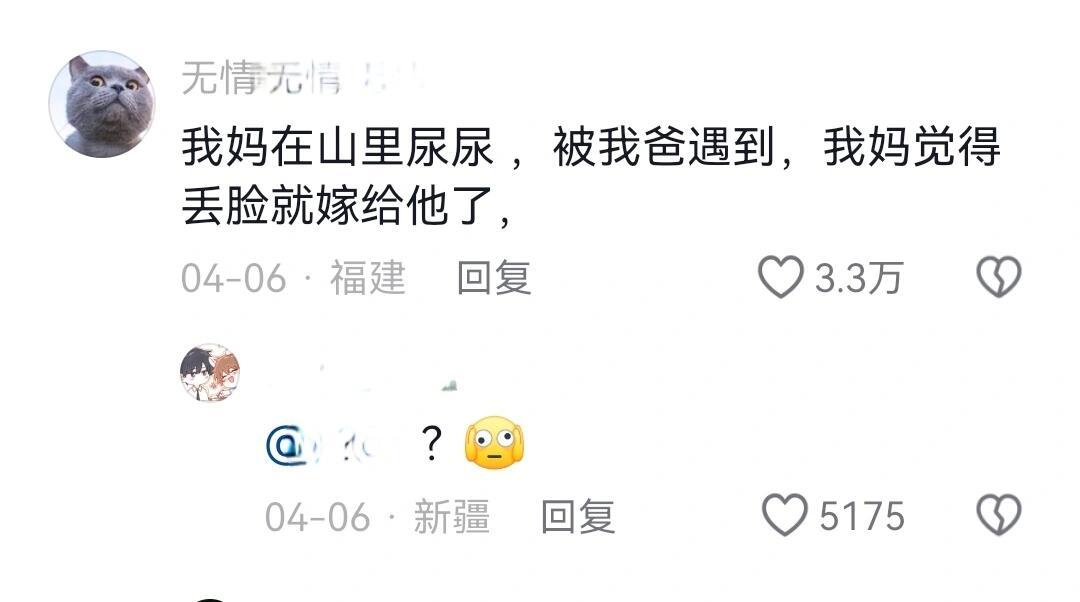 无情
我妈在山里尿尿 ，被我爸遇到，我妈觉得
丢脸就嫁给他了，
04-06 · 福建 回复 3.3万
@ ?
04-06 · 新疆 回复 5175